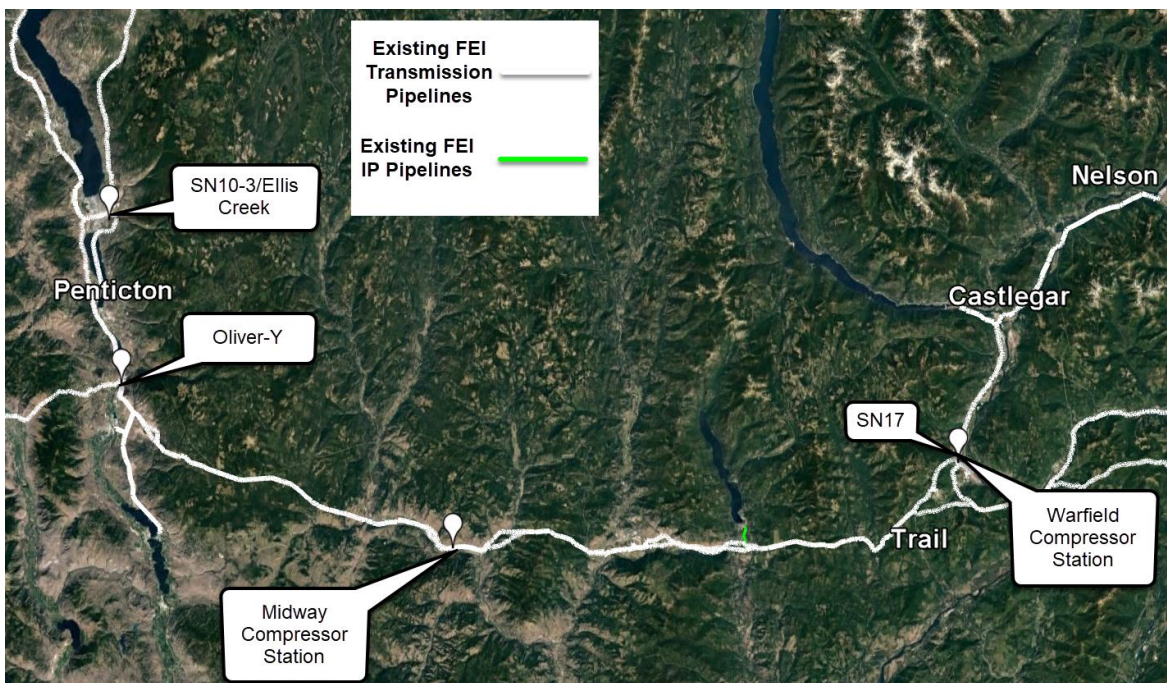 Existing FEI
Transmission
Pipelines
Existing FEI
IP Pipelines
SN10-3/Ellis
Creek
Nelson
Penticton
Castlegar
Oliver-Y
SN17
Warfield
Compressor
Station
Trail
Midway
Compressor
Station